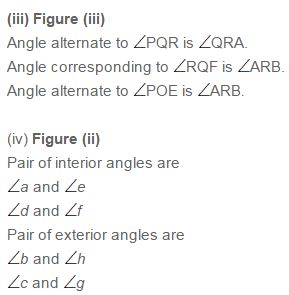 (iii) Figure (iii)
Angle alternate to ∠PQR is ∠QRA.
Angle corresponding to ∠RQF is ∠ARB.
Angle alternate to ∠POE is ∠ARB.
(iv) Figure (ii)
Pair of interior angles are
∠a and ∠e
∠d and ∠f
Pair of exterior angles are
∠b and ∠h
∠c and ∠g